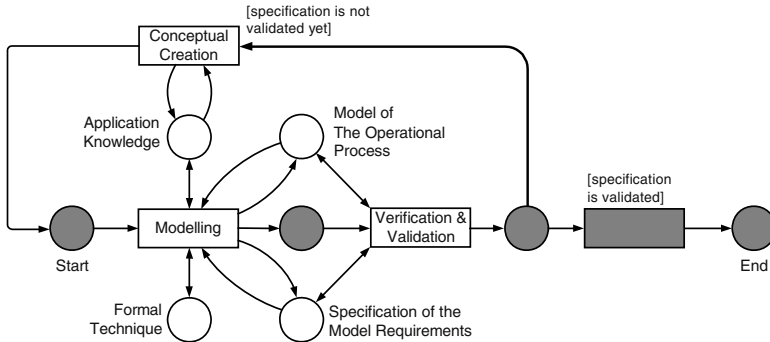 [specification is not
validated yet]
Conceptual
Creation
Application
Knowledge
Model of
The Operational
Process
[specification
is validated]
Modelling
Verification &
Validation
Start
End
Formal
Technique
Specification of the
Model Requirements